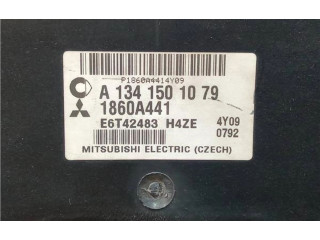 P1860A4414Y09
A 134 150 10 79
1860A441
E6T42483 H4ZE 4Y09
0792
MITSUBISHI ELECTRIC (CZECH)